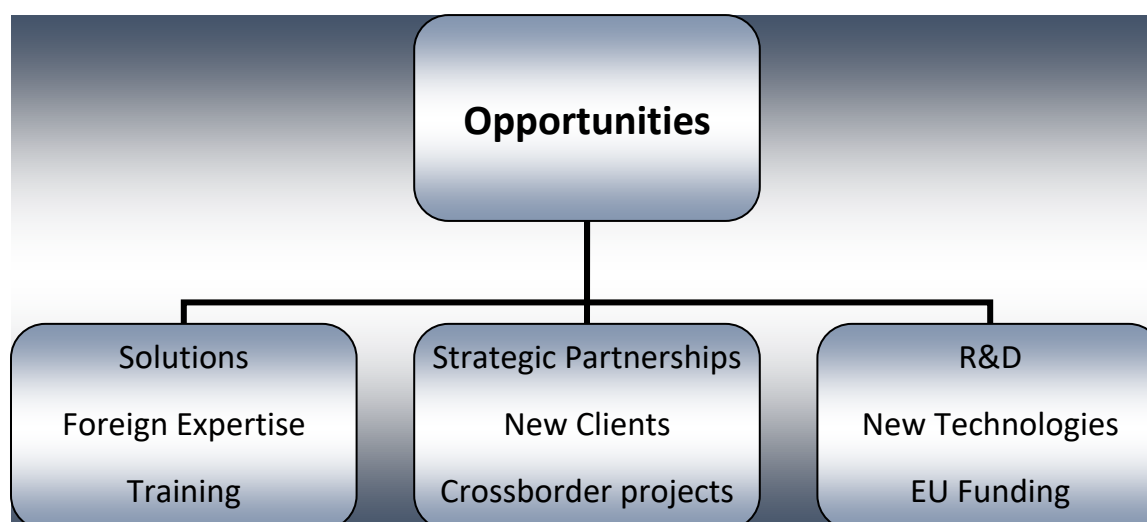 Opportunities
Solutions
Foreign Expertise
Training
Strategic Partnerships
New Clients
Crossborder projects
R&D
New Technologies
EU Funding